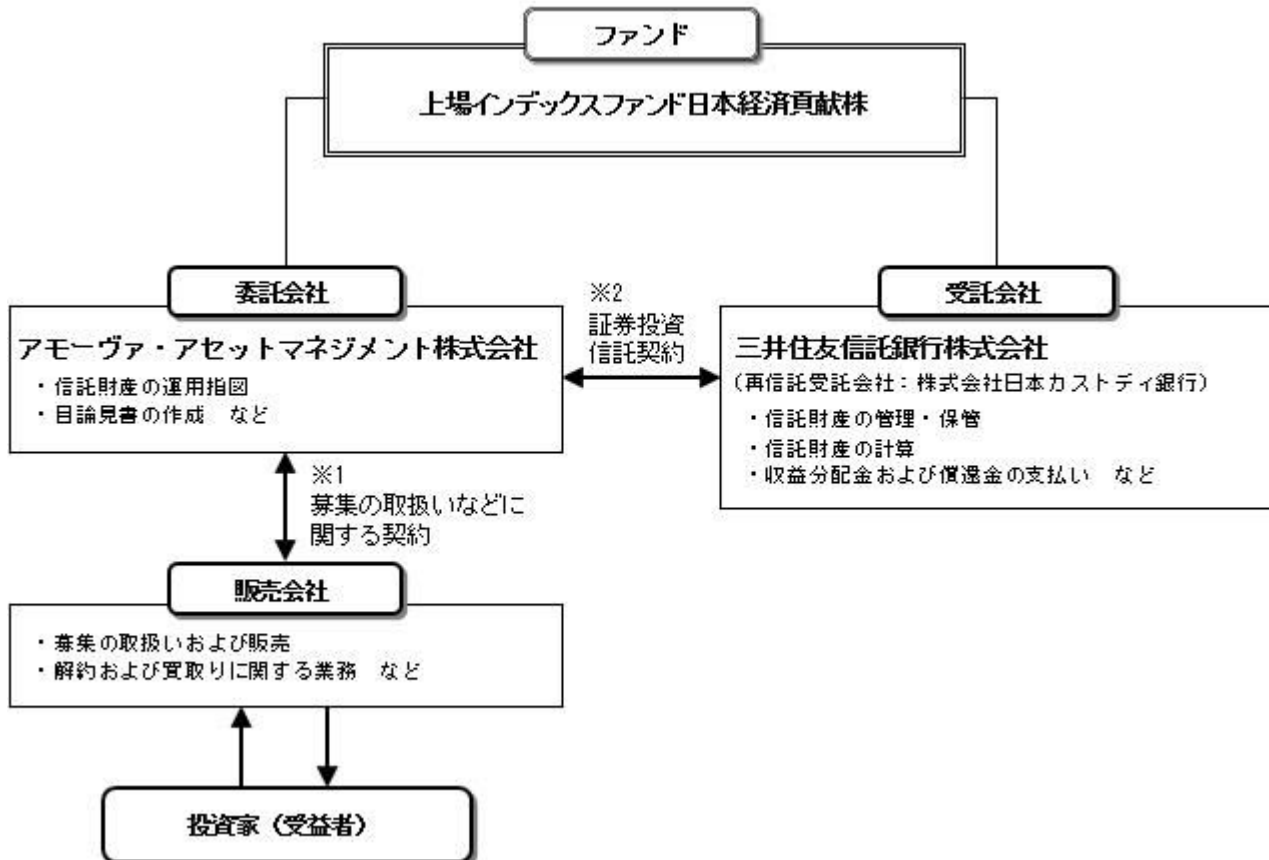 ファンド
上場インデックスファンド日本経済貢献株
委託会社
アモーヴァ・アセットマネジメント株式会社
・信託財産の運用指図
・目論見書の作成　など
※2
証券投資
信託契約
受託会社
三井住友信託銀行株式会社
（再信託受託会社：株式会社日本カストディ銀行）
・信託財産の管理・保管
・信託財産の計算
・収益分配金および償還金の支払い　など
※1
募集の取扱いなどに
関する契約
販売会社
・募集の取扱いおよび販売
・解約および買取りに関する業務　など
投資家（受益者）